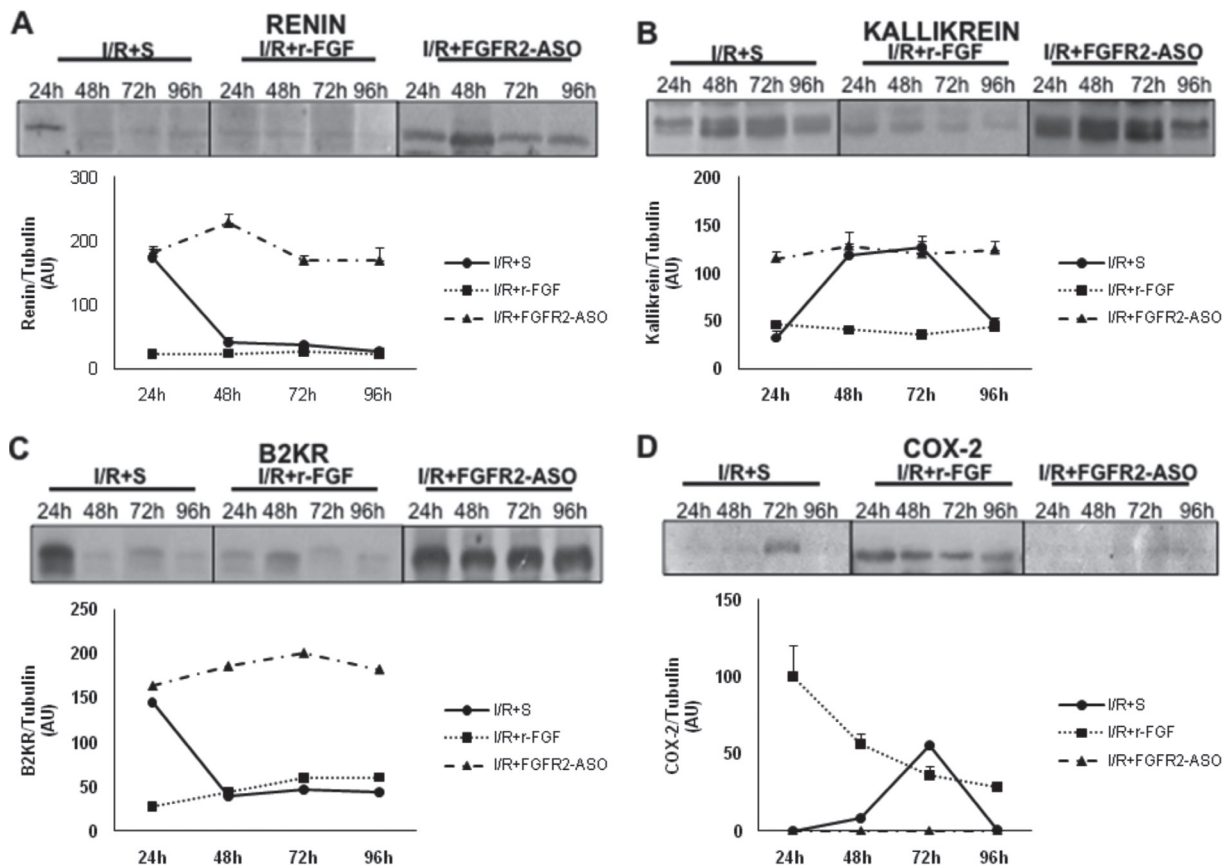 A
RENIN
I/R+S I/R+r-FGF I/R+FGFR2-ASO
24h 48h 72h 96h 24h 48h 72h 96h 24h 48h 72h 96h
Renin/Tubulin
(AU)
300
200
100
0
24h 48h 72h 96h
I/R+S
I/R+r-FGF
I/R+FGFR2-ASO
B
KALLIKREIN
I/R+S I/R+r-FGF I/R+FGFR2-ASO
24h 48h 72h 96h 24h 48h 72h 96h 24h 48h 72h 96h
Kallikrein/Tubulin
(AU)
200
150
100
50
0
24h 48h 72h 96h
I/R+S
I/R+r-FGF
I/R+FGFR2-ASO
C
B2KR
I/R+S I/R+r-FGF I/R+FGFR2-ASO
24h 48h 72h 96h 24h 48h 72h 96h 24h 48h 72h 96h
B2KR/Tubulin
(AU)
250
200
150
100
50
0
24h 48h 72h 96h
I/R+S
I/R+r-FGF
I/R+FGFR2-ASO
D
COX-2
I/R+S I/R+r-FGF I/R+FGFR2-ASO
24h 48h 72h 96h 24h 48h 72h 96h 24h 48h 72h 96h
COX-2/Tubulin
(AU)
150
100
50
0
24h 48h 72h 96h
I/R+S
I/R+r-FGF
I/R+FGFR2-ASO